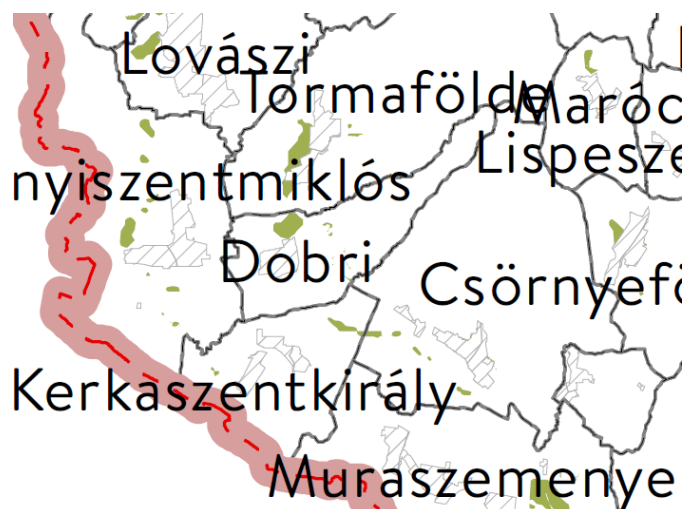 Lovászi
Tormafölde
Maróc
Lispesze
nyiszentmiklós
Dobri
Csörnyefö
Kerkaszentkirály
Muraszemenye